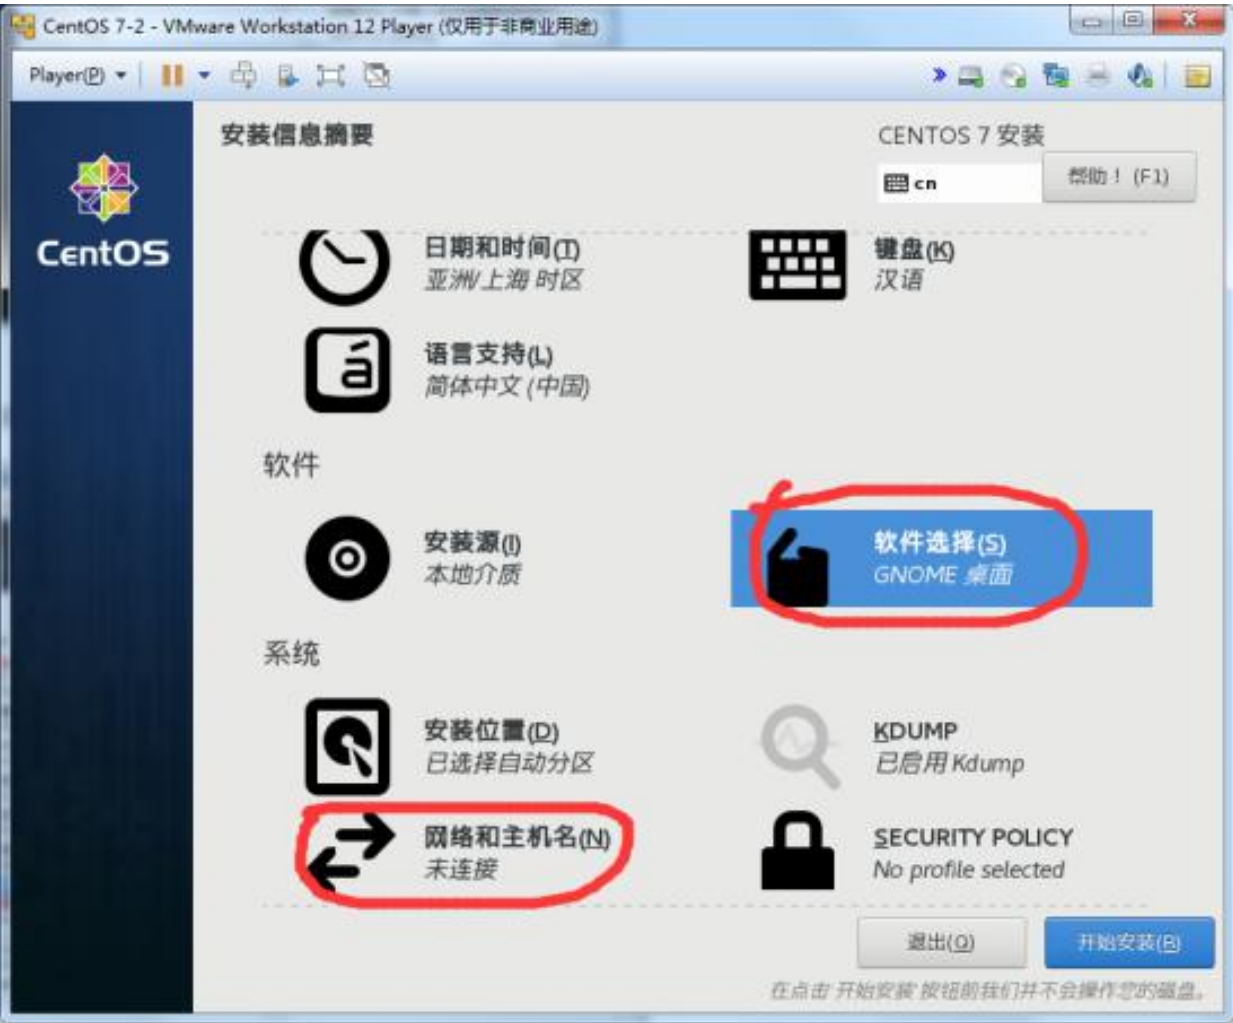 CentOS 7-2 - VMware Workstation 12 Player (仅用于非商业用途)
Player(P)
安装信息摘要
CENTOS 7 安装
cn
帮助！ (F1)
CentOS
日期和时间(T)
亚洲/上海 时区
键盘(K)
汉语
语言支持(L)
简体中文 (中国)
软件
安装源(I)
本地介质
软件选择(S)
GNOME 桌面
系统
安装位置(D)
已选择自动分区
KDUMP
已启用 Kdump
网络和主机名(N)
未连接
SECURITY POLICY
No profile selected
退出(Q)
开始安装(B)
在点击 '开始安装' 按钮前我们并不会操作您的磁盘。